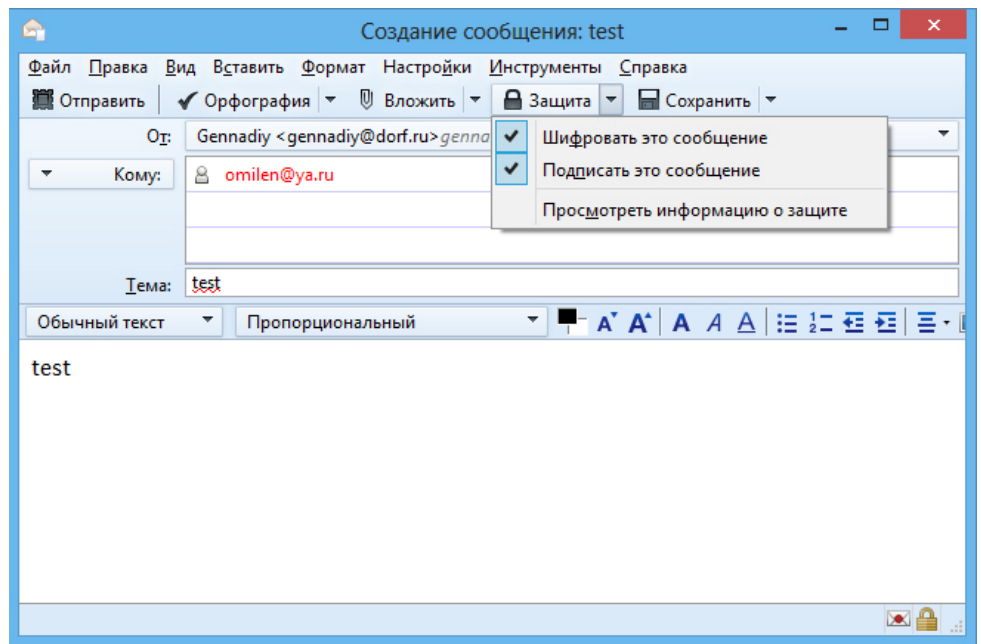 Создание сообщения: test
Файл Правка Вид Вставить Формат Настройки Инструменты Справка
Отправить Орфография Вложить Защита Сохранить
От: Gennadiy <gennadiy@dorf.ru> genna
Шифровать это сообщение
Кому: omilen@ya.ru
Подписать это сообщение
Просмотреть информацию о защите
Тема: test
Обычный текст Пропорциональный
test